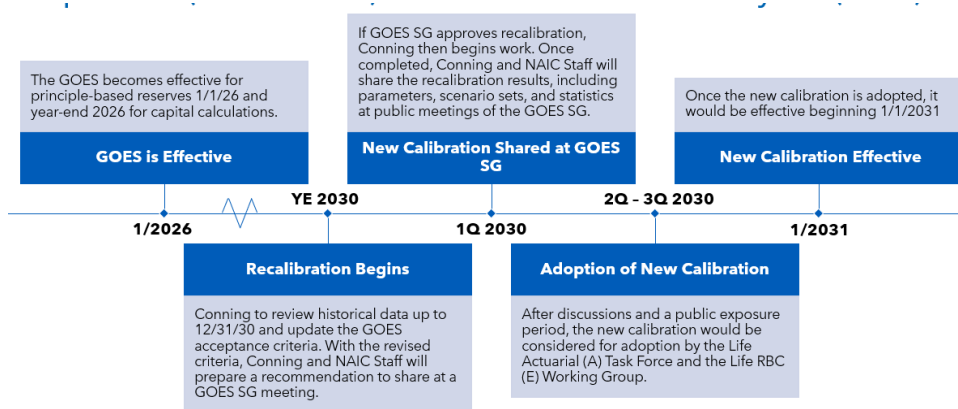 The GOES becomes effective for
principle-based reserves 1/1/26 and
year-end 2026 for capital calculations.
GOES is Effective
1/2026
YE 2030
Recalibration Begins
Conning to review historical data up to
12/31/30 and update the GOES
acceptance criteria. With the revised
criteria, Conning and NAIC Staff will
prepare a recommendation to share at a
GOES SG meeting.
If GOES SG approves recalibration,
Conning then begins work. Once
completed, Conning and NAIC Staff will
share the recalibration results, including
parameters, scenario sets, and statistics
at public meetings of the GOES SG.
New Calibration Shared at GOES
SG
1Q 2030
2Q - 3Q 2030
Adoption of New Calibration
After discussions and a public exposure
period, the new calibration would be
considered for adoption by the Life
Actuarial (A) Task Force and the Life RBC
(E) Working Group.
Once the new calibration is adopted, it
would be effective beginning 1/1/2031
New Calibration Effective
1/2031